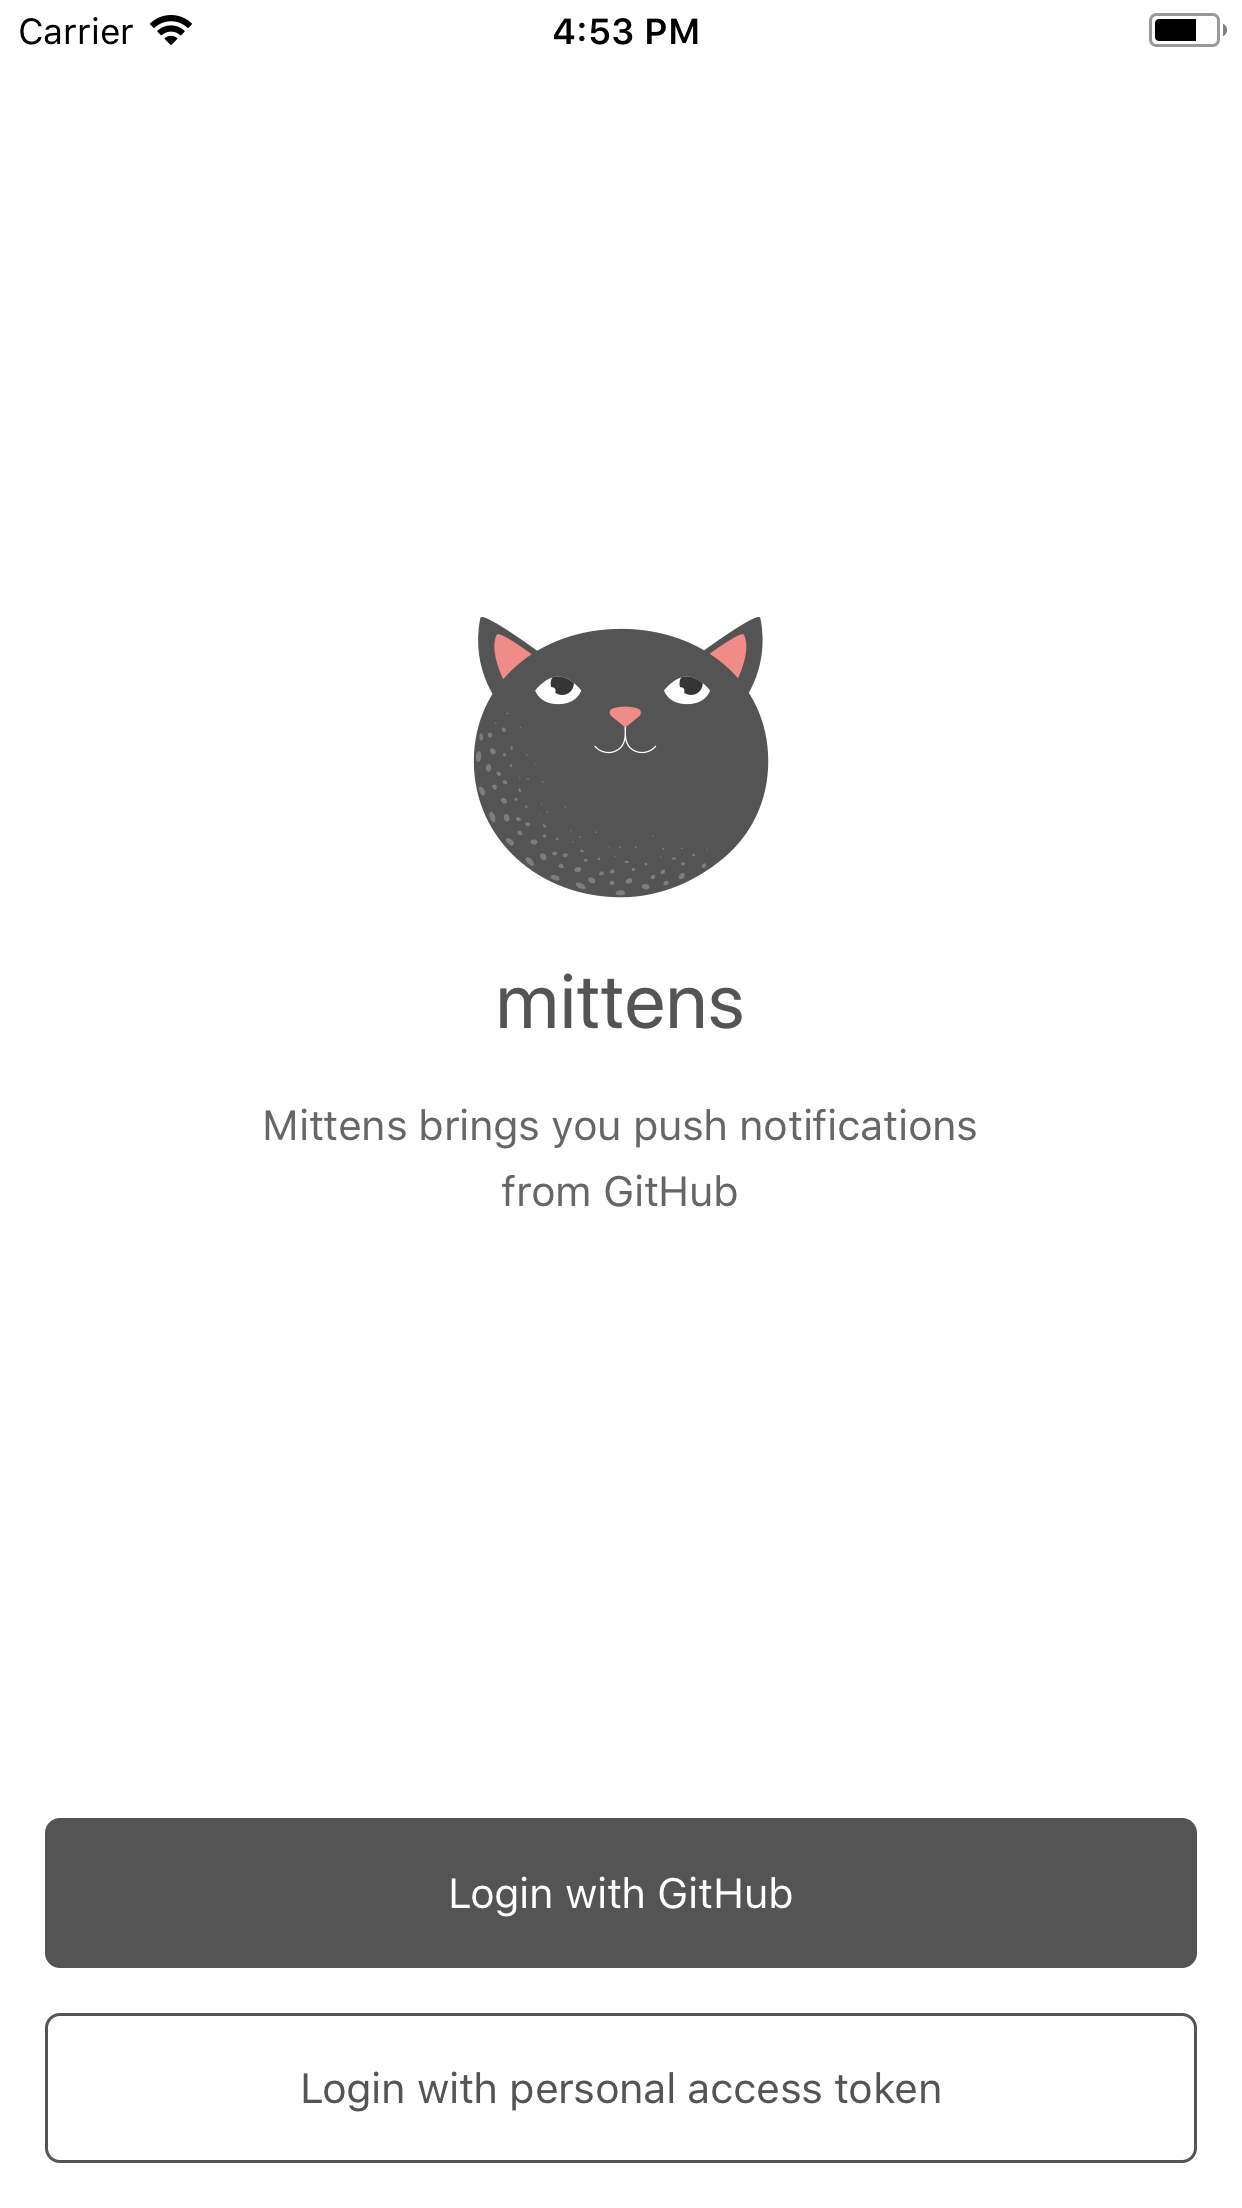 Carrier 4:53 PM
mittens
Mittens brings you push notifications
from GitHub
Login with GitHub
Login with personal access token